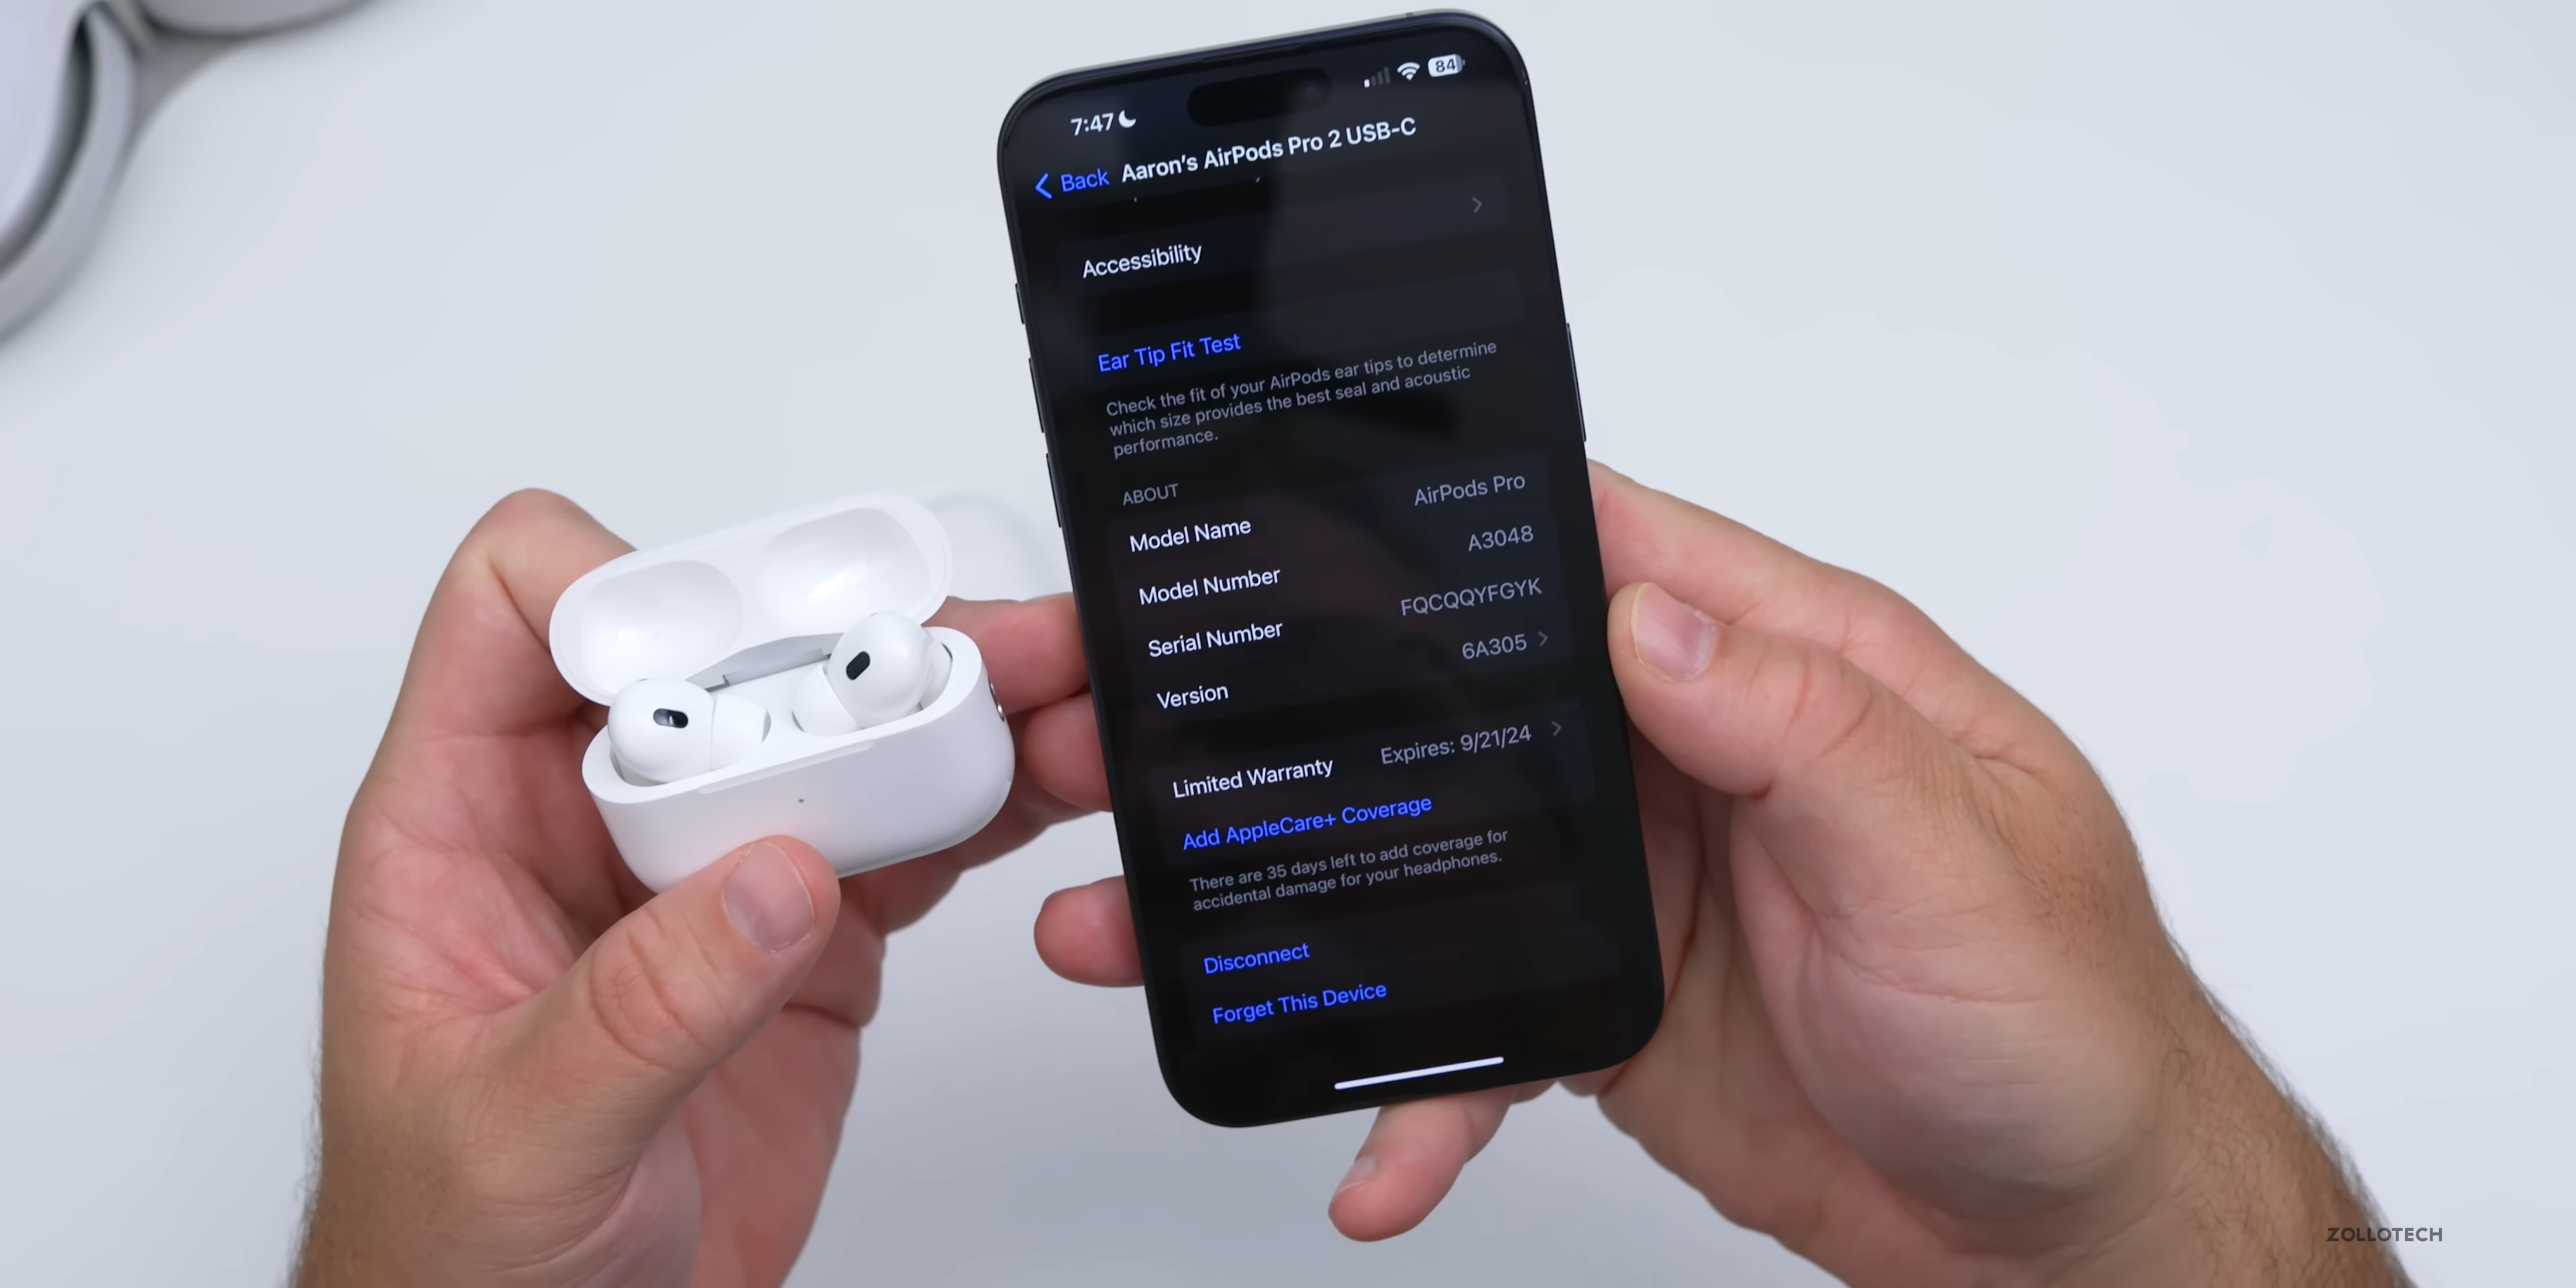 7:47
84
Back Aaron's AirPods Pro 2 USB-C
Accessibility
Ear Tip Fit Test
Check the fit of your AirPods ear tips to determine
which size provides the best seal and acoustic
performance.
ABOUT
Model Name AirPods Pro
Model Number A3048
Serial Number FQCQQYFGYK
Version 6A305
Limited Warranty Expires: 9/21/24
Add AppleCare+ Coverage
There are 35 days left to add coverage for
accidental damage for your headphones.
Disconnect
Forget This Device
ZOLLOTECH